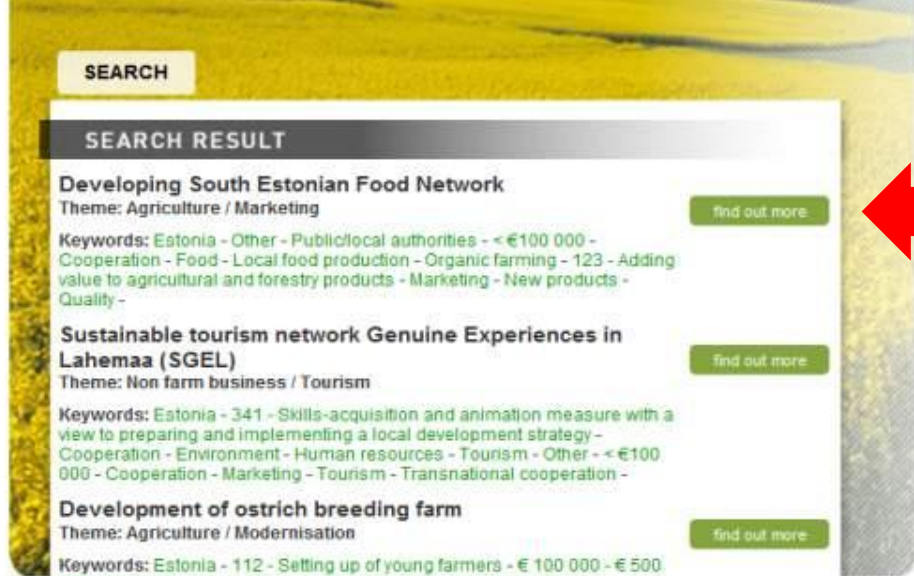 SEARCH
SEARCH RESULT
Developing South Estonian Food Network
Theme: Agriculture / Marketing
find out more
Keywords: Estonia - Other - Public/local authorities - < €100 000 -
Cooperation - Food - Local food production - Organic farming - 123 - Adding
value to agricultural and forestry products - Marketing - New products -
Quality -
Sustainable tourism network Genuine Experiences in
Lahemaa (SGEL)
find out more
Theme: Non farm business / Tourism
Keywords: Estonia - 341 - Skills-acquisition and animation measure with a
view to preparing and implementing a local development strategy -
Cooperation - Environment - Human resources - Tourism - Other - < €100
000 - Cooperation - Marketing - Tourism - Transnational cooperation -
Development of ostrich breeding farm
Theme: Agriculture / Modernisation
find out more
Keywords: Estonia - 112 - Setting up of young farmers - € 100 000 - € 500